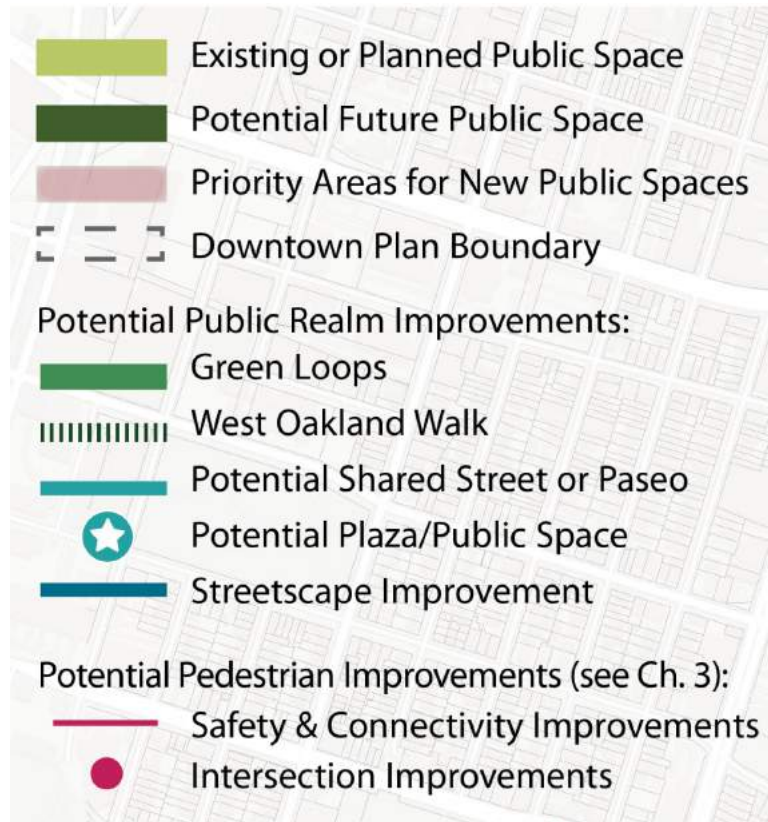 Existing or Planned Public Space
Potential Future Public Space
Priority Areas for New Public Spaces
Downtown Plan Boundary
Potential Public Realm Improvements:
Green Loops
West Oakland Walk
Potential Shared Street or Paseo
Potential Plaza/Public Space
Streetscape Improvement
Potential Pedestrian Improvements (see Ch. 3):
Safety & Connectivity Improvements
Intersection Improvements